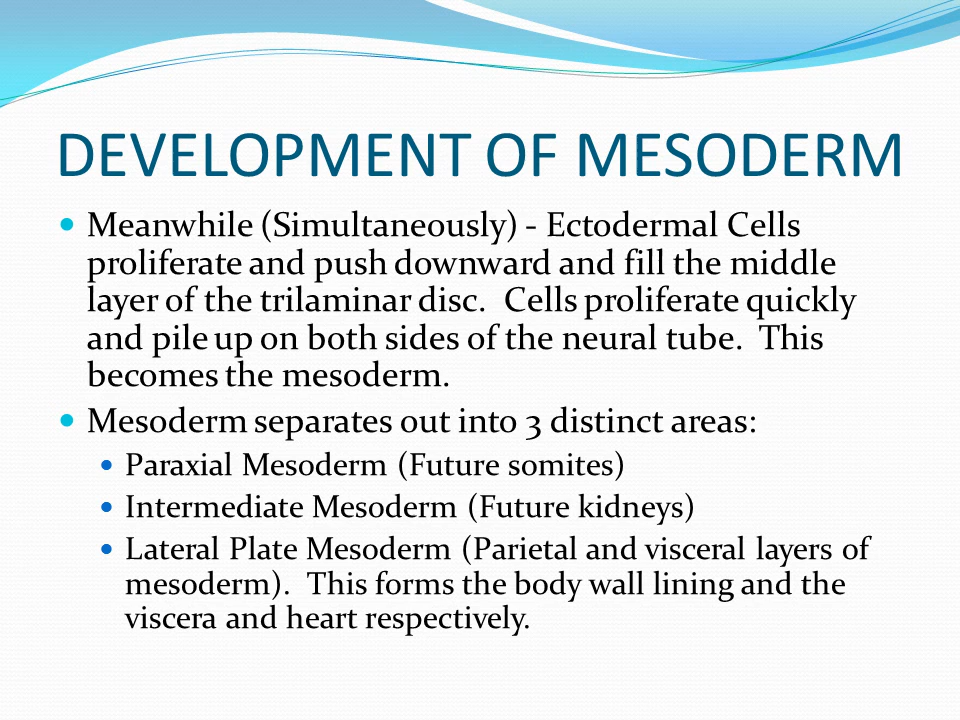 DEVELOPMENT OF MESODERM
Meanwhile (Simultaneously) - Ectodermal Cells
proliferate and push downward and fill the middle
layer of the trilaminar disc.  Cells proliferate quickly
and pile up on both sides of the neural tube.  This
becomes the mesoderm.
Mesoderm separates out into 3 distinct areas:
Paraxial Mesoderm (Future somites)
Intermediate Mesoderm (Future kidneys)
Lateral Plate Mesoderm (Parietal and visceral layers of
mesoderm).  This forms the body wall lining and the
viscera and heart respectively.